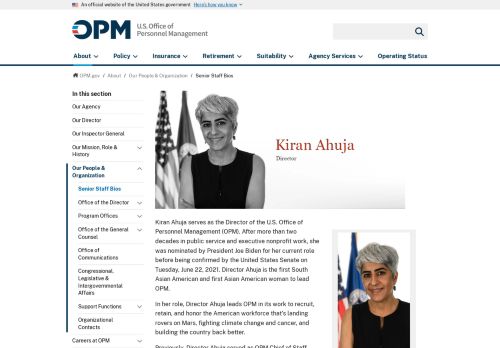 An official website of the United States government Here's how you know
OPM U.S. Office of
Personnel Management
About Policy Insurance Retirement Suitability Agency Services Operating Status
OPM.gov / About / Our People & Organization / Senior Staff Bios
In this section
Our Agency
Our Director
Our Inspector General
Our Mission, Role &
History
Our People &
Organization
Senior Staff Bios
Office of the Director
Program Offices
Office of the General
Counsel
Office of
Communications
Congressional,
Legislative &
Intergovernmental
Affairs
Support Functions
Organizational
Contacts
Careers at OPM
Kiran Ahuja
Director
Kiran Ahuja serves as the Director of the U.S. Office of
Personnel Management (OPM). After more than two
decades in public service and executive nonprofit work, she
was nominated by President Joe Biden for her current role
before being confirmed by the United States Senate on
Tuesday, June 22, 2021. Director Ahuja is the first South
Asian American and first Asian American woman to lead
OPM.
In her role, Director Ahuja leads OPM in its work to recruit,
retain, and honor the American workforce that's landing
rovers on Mars, fighting climate change and cancer, and
building the country back better.
Previously, Director Ahuja served as OPM Chief of Staff